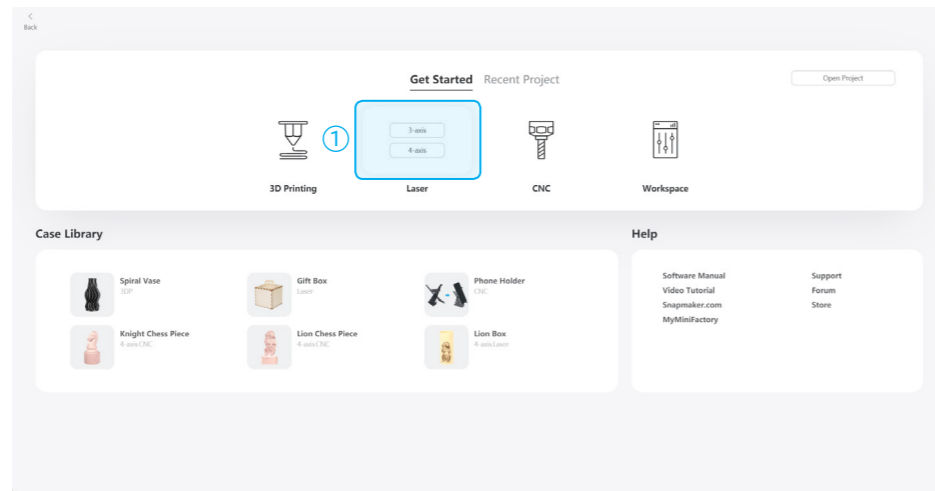 Back
Get Started Recent Project
Open Project
①
3-axis
4-axis
3D Printing
Laser
CNC
Workspace
Case Library
Spiral Vase
3DP
Gift Box
Laser
Phone Holder
CNC
Knight Chess Piece
4-axis CNC
Lion Chess Piece
4-axis CNC
Lion Box
4-axis Laser
Help
Software Manual
Video Tutorial
Snapmaker.com
MyMiniFactory
Support
Forum
Store